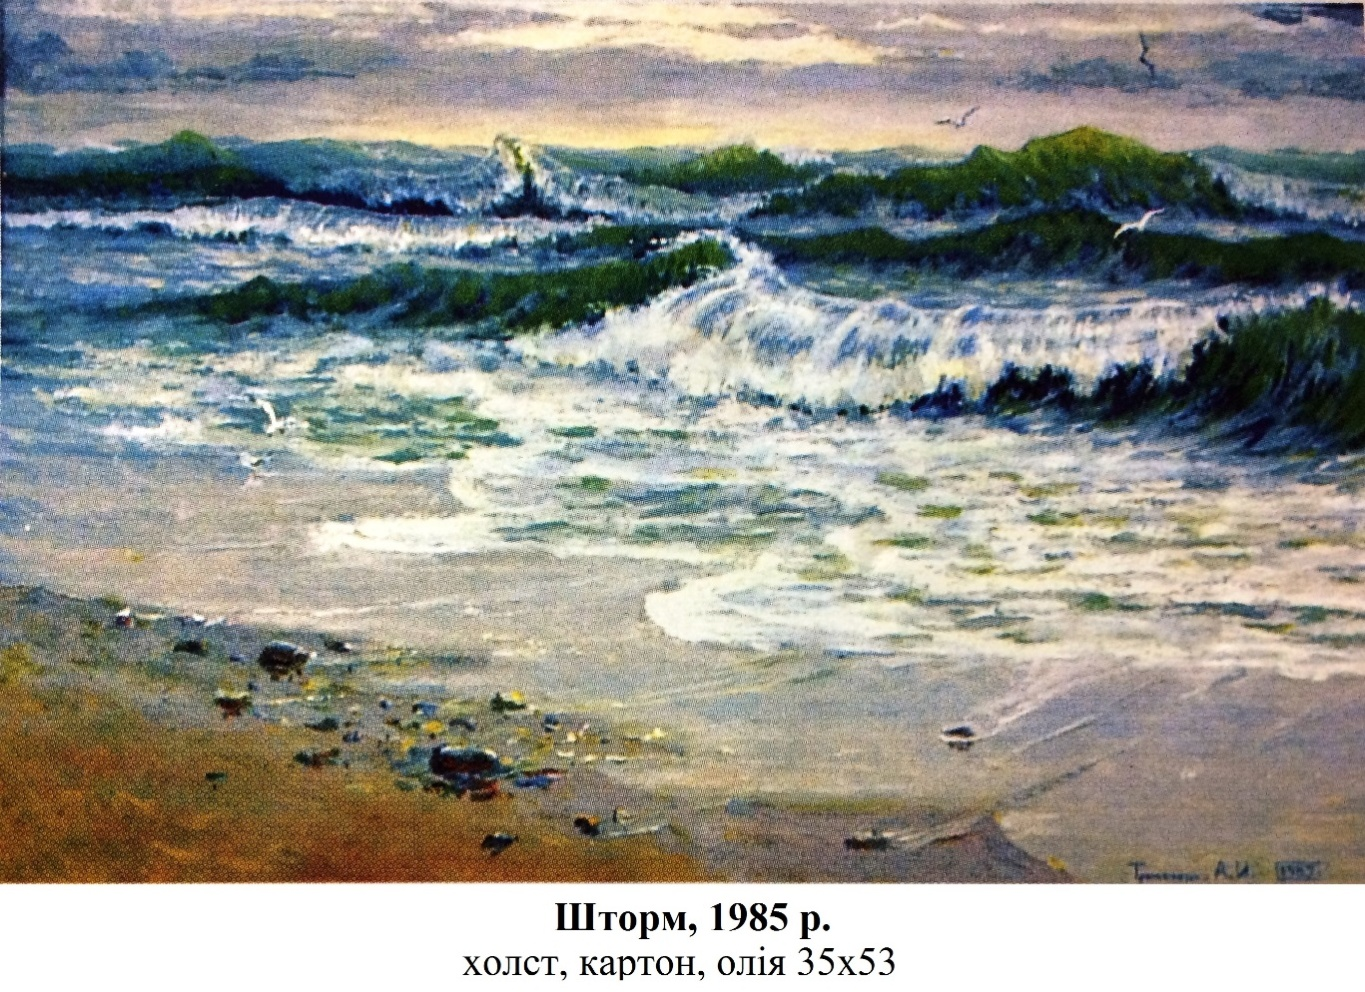 А.И.
Шторм, 1985 р.
холст, картон, олія 35х53